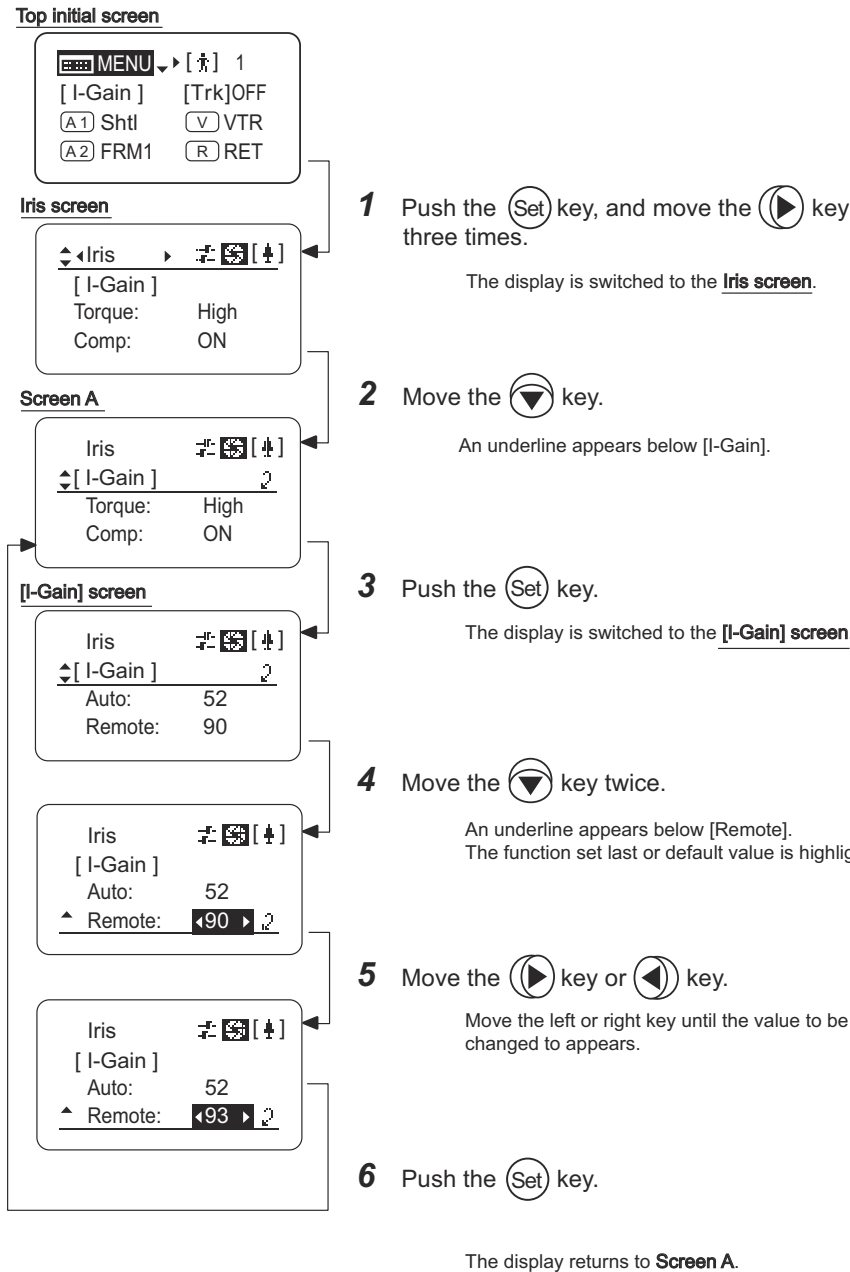 Top initial screen
MENU [ ] 1
[ I-Gain ] [Trk]OFF
A 1 Shtl V VTR
A 2 FRM1 R RET
Iris screen
Iris [ ]
[ I-Gain ]
Torque: High
Comp: ON
1 Push the Set key, and move the key
three times.
The display is switched to the Iris screen.
Screen A
Iris [ ]
[ I-Gain ]
Torque: High
Comp: ON
2 Move the key.
An underline appears below [I-Gain].
[I-Gain] screen
Iris [ ]
[ I-Gain ]
Auto: 52
Remote: 90
3 Push the Set key.
The display is switched to the [I-Gain] screen
Iris [ ]
[ I-Gain ]
Auto: 52
Remote: 90
4 Move the key twice.
An underline appears below [Remote].
The function set last or default value is
Iris [ ]
[ I-Gain ]
Auto: 52
Remote: 93
5 Move the key or key.
Move the left or right key until the value to be
changed to appears.
6 Push the Set key.
The display returns to Screen A.